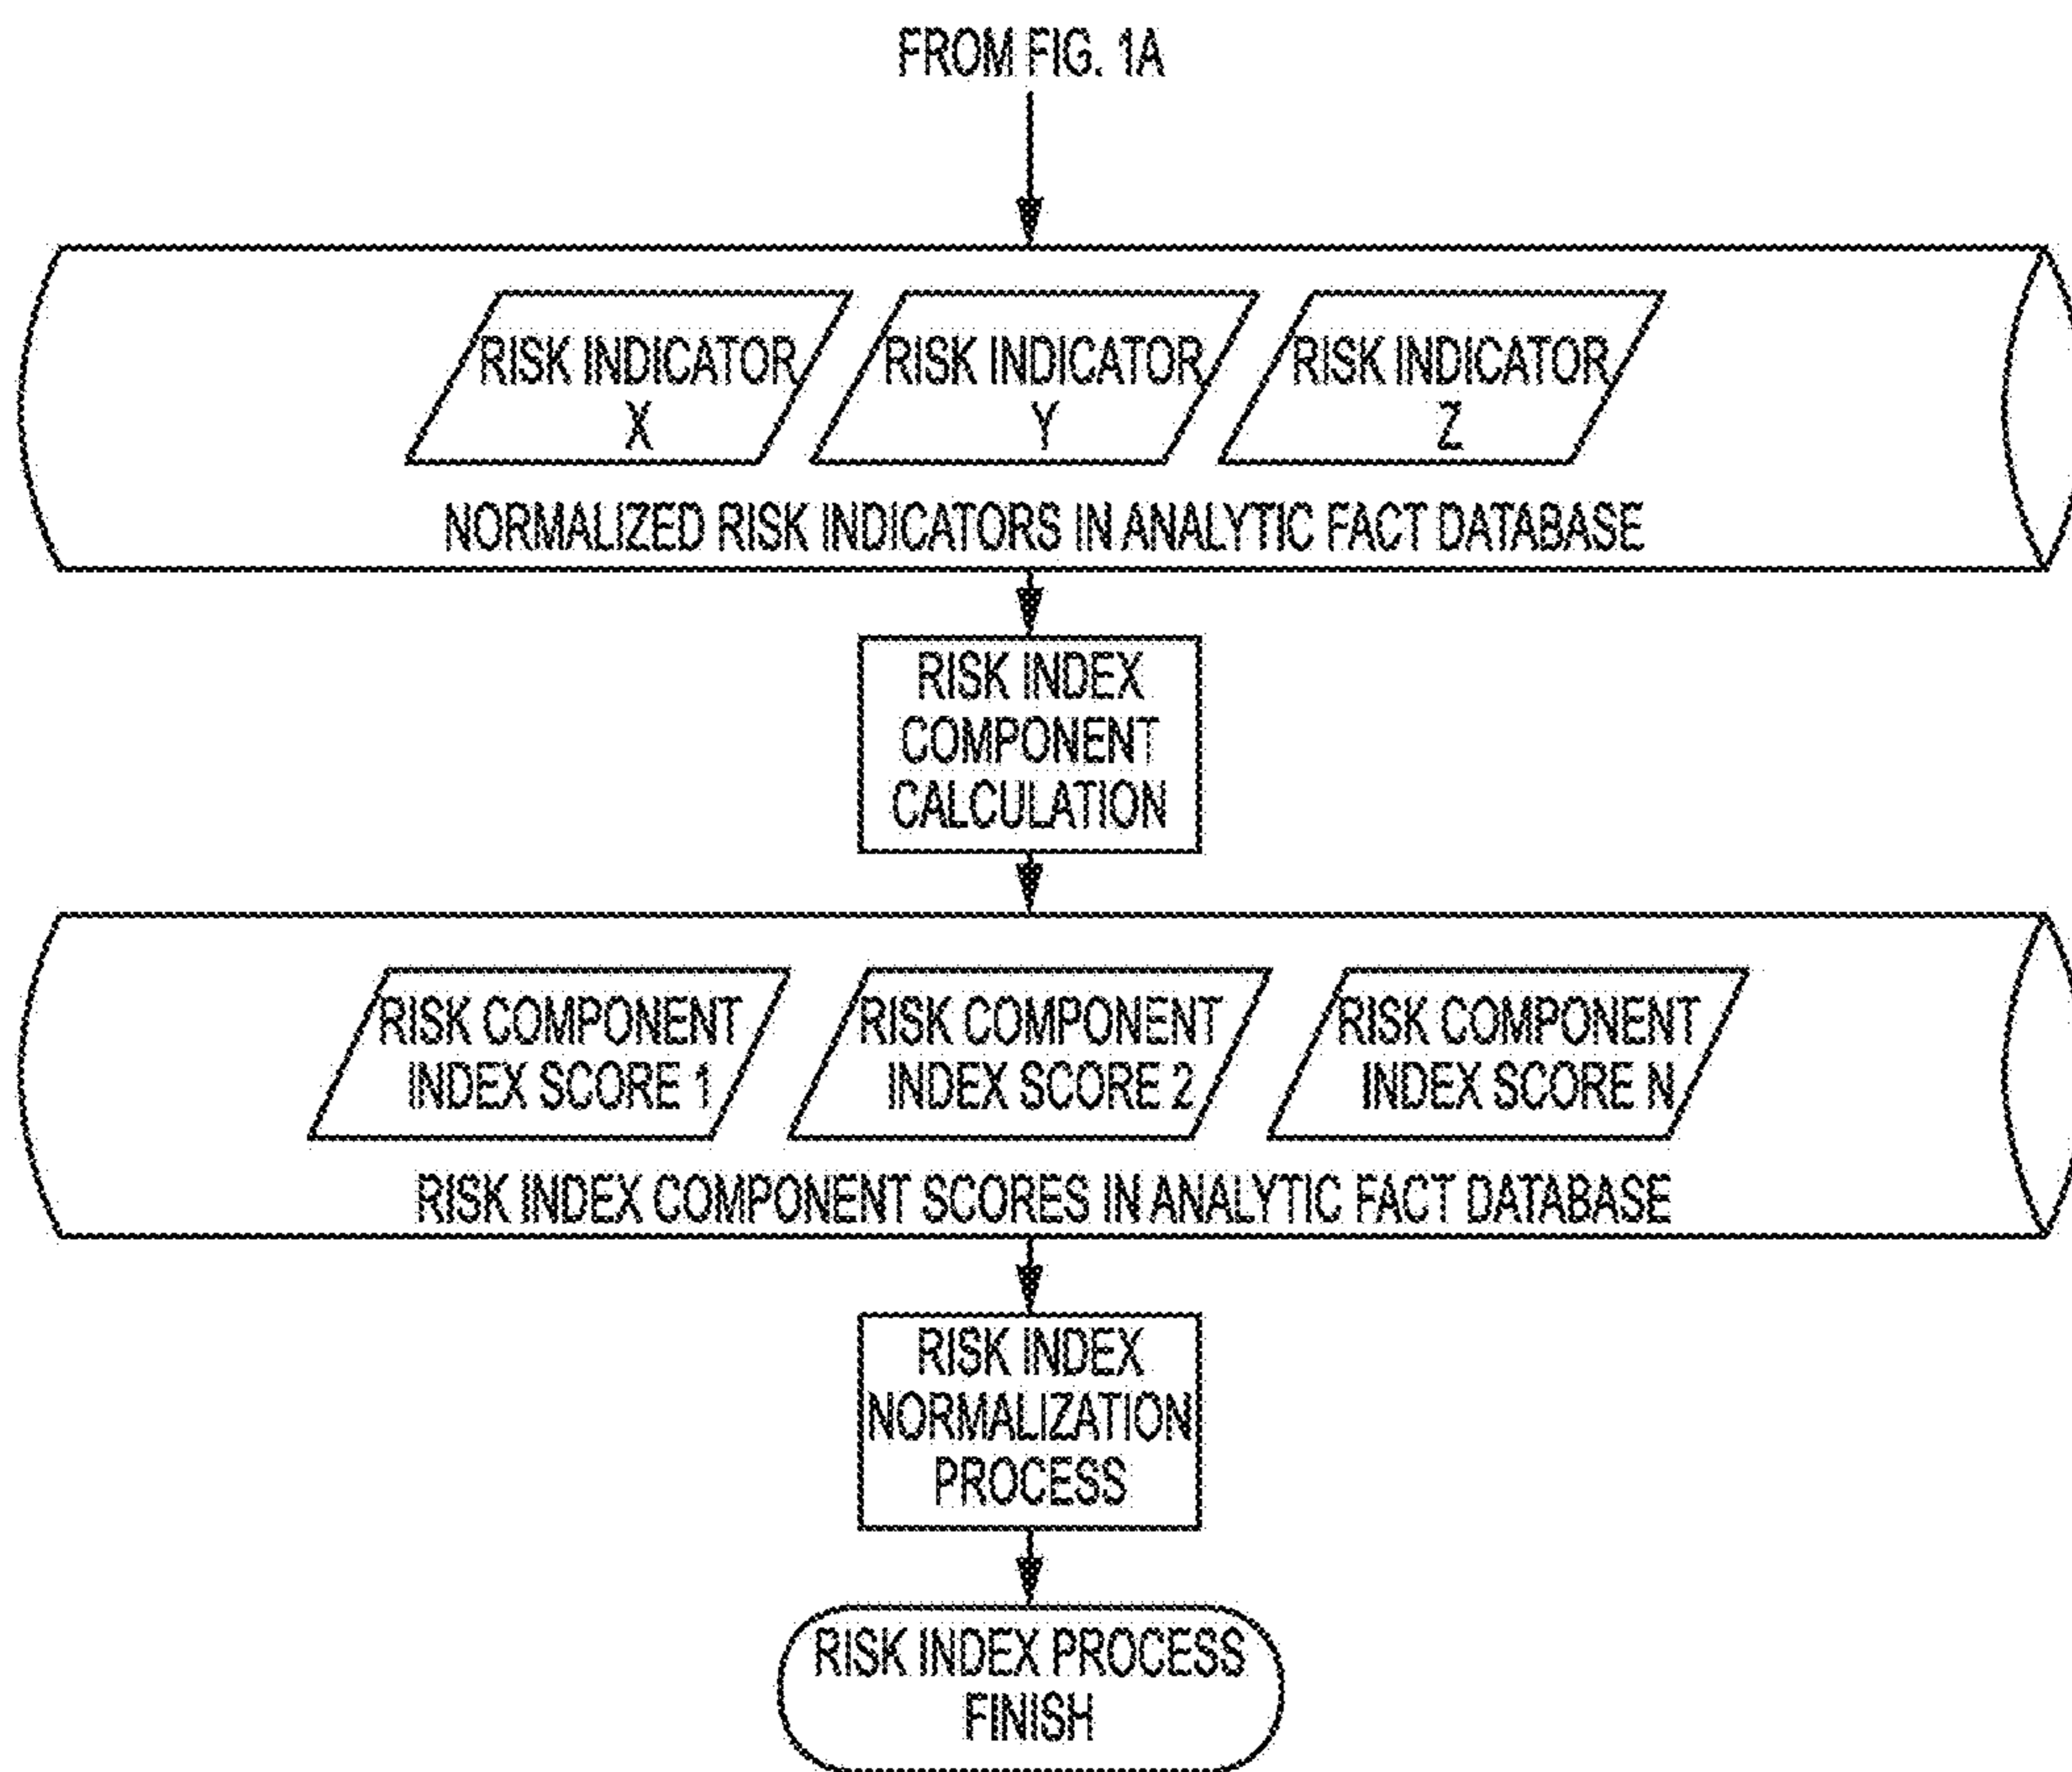 FROM FIG. 1A
RISK INDICATOR
X
RISK INDICATOR
Y
RISK INDICATOR
Z
NORMALIZED RISK INDICATORS IN ANALYTIC FACT DATABASE
RISK INDEX
COMPONENT
CALCULATION
RISK COMPONENT
INDEX SCORE 1
RISK COMPONENT
INDEX SCORE 2
RISK COMPONENT
INDEX SCORE N
RISK INDEX COMPONENT SCORES IN ANALYTIC FACT DATABASE
RISK INDEX
NORMALIZATION
PROCESS
RISK INDEX PROCESS
FINISH